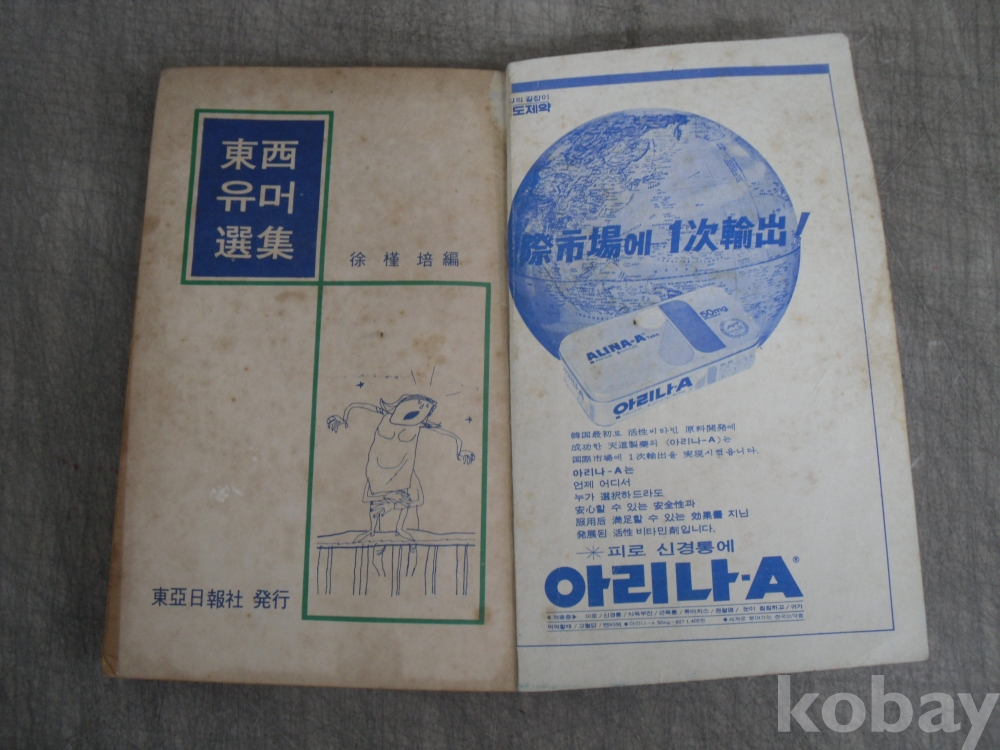 東西
유머
選集
徐槿培編
東亞日報社 発行
도제약
際市場에 1次輸出!
50mg
ALINA-A Tabs
아리나-A
韓国最初로 活性비타민 原料開発에
成功한 天道製薬의 〈아리나-A〉는
国際市場에 1次輸出을 実現시켰읍니다.
아리나-A는
언제 어디서
누가 選択하드라도
安心할 수 있는 安全性과
服用后 満足할 수 있는 効果를 지닌
発展된 活性비타민剤입니다.
피로 신경통에
아리나-A®
kobay